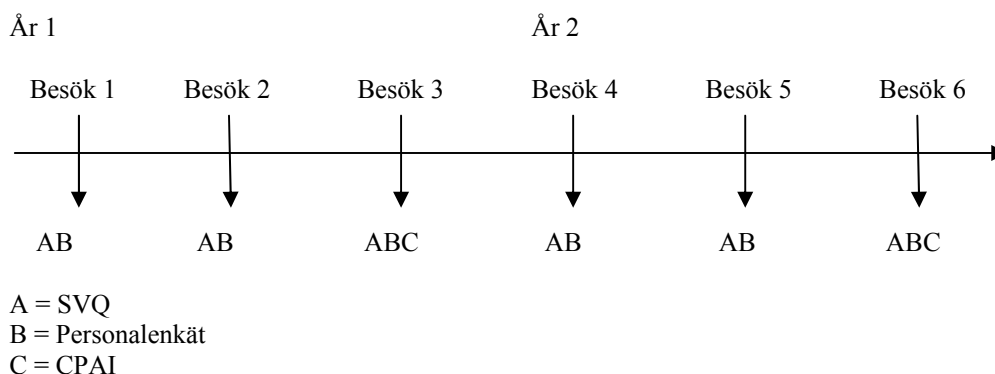 År 1 År 2
Besök 1 Besök 2 Besök 3 Besök 4 Besök 5 Besök 6
AB AB ABC AB AB ABC
A = SVQ
B = Personalenkät
C = CPAI